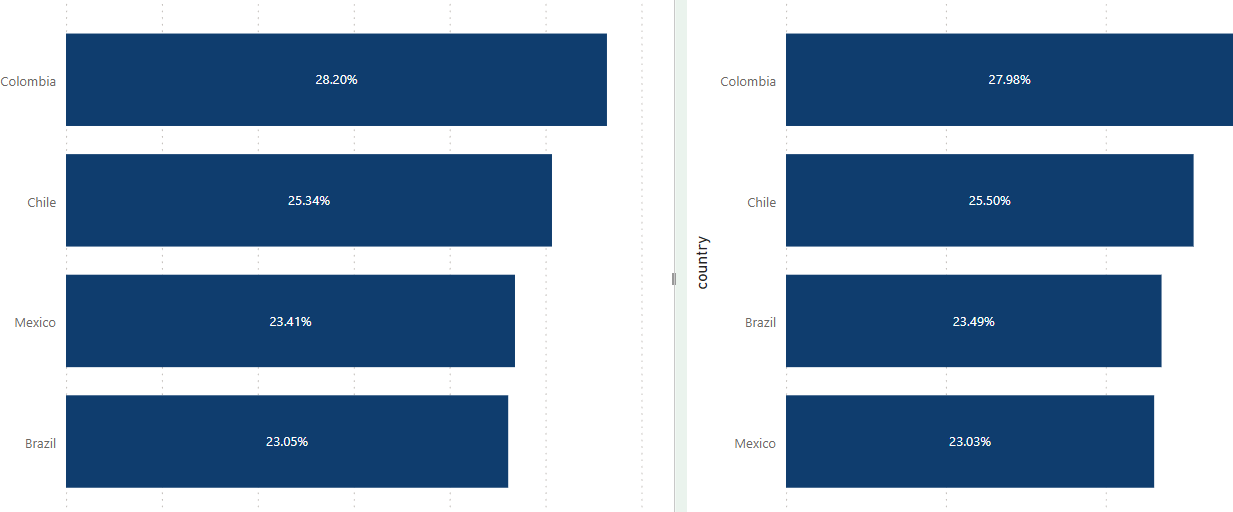 Colombia
28.20%
Chile
25.34%
Mexico
23.41%
Brazil
23.05%
country
Colombia
27.98%
Chile
25.50%
Brazil
23.49%
Mexico
23.03%